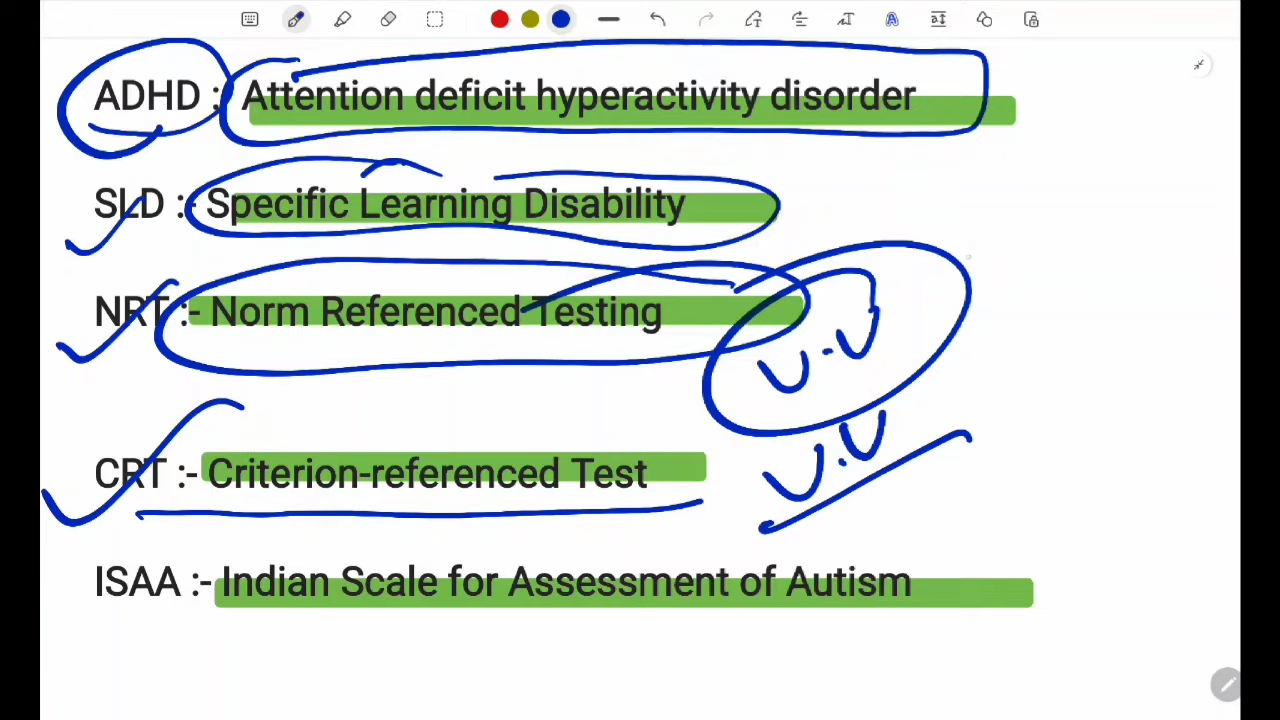 ADHD : Attention deficit hyperactivity disorder
SLD :- Specific Learning Disability
NRT :- Norm Referenced Testing
U-U
CRT :- Criterion-referenced Test
U.U
ISAA :- Indian Scale for Assessment of Autism